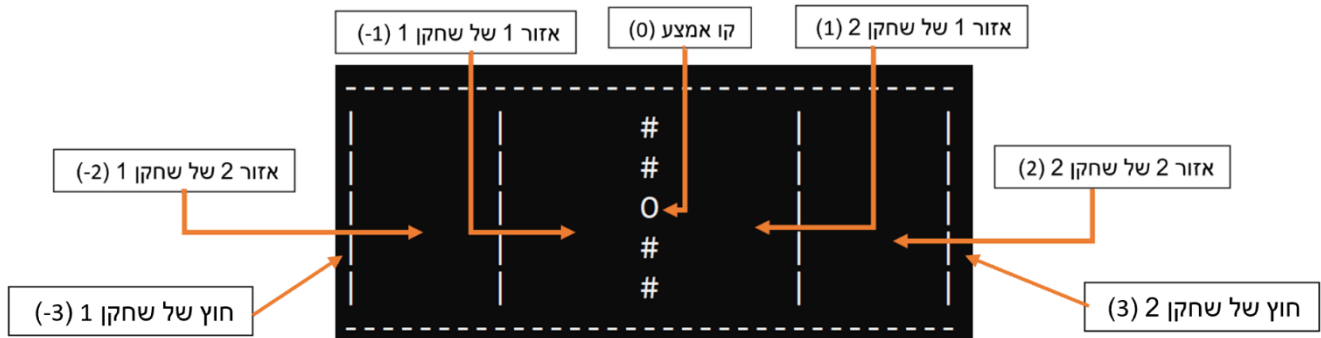 אזור 1 של שחקן 1 (-1)
קו אמצע (0)
אזור 1 של שחקן 2 (1)
- - - - - - - - - - - - - - - - - - - - - - - - - - - - - - - - - - - - - - - - -
|         |         #         |         |
|         |         #         |         |
|         |         O         |         |
|         |         #         |         |
|         |         #         |         |
- - - - - - - - - - - - - - - - - - - - - - - - - - - - - - - - - - - - - - - - -
אזור 2 של שחקן 1 (-2)
אזור 2 של שחקן 2 (2)
חוץ של שחקן 1 (-3)
חוץ של שחקן 2 (3)